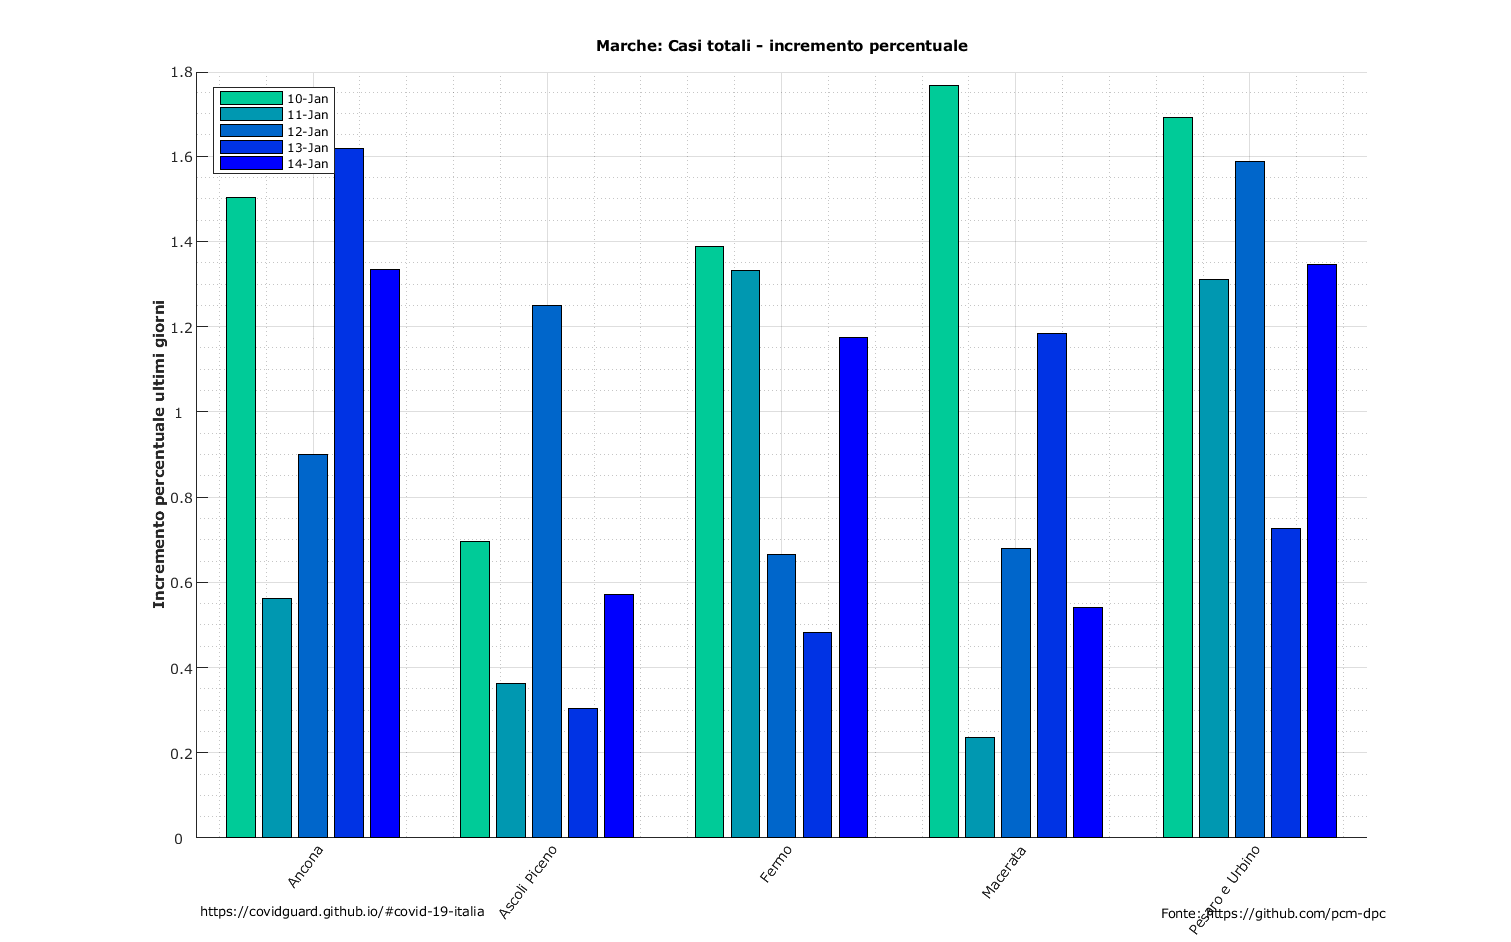 Marche: Casi totali - incremento percentuale
Incremento percentuale ultimi giorni
1.8
1.6
1.4
1.2
1
0.8
0.6
0.4
0.2
0
10-Jan
11-Jan
12-Jan
13-Jan
14-Jan
Ancona
Ascoli Piceno
Fermo
Macerata
Pesaro e Urbino
https://covidguard.github.io/#covid-19-italia
Fonte: https://github.com/pcm-dpc